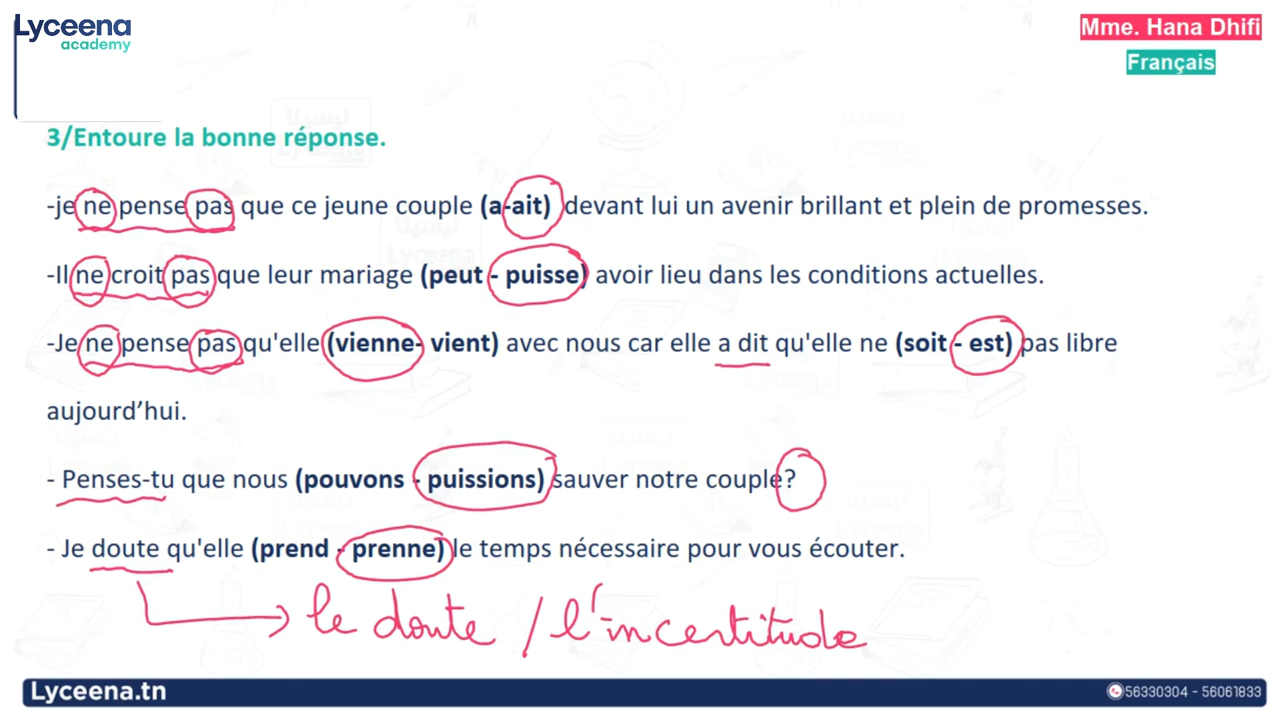 Lyceena
academy
Mme. Hana Dhifi
Français
3/Entoure la bonne réponse.
-je ne pense pas que ce jeune couple (a-ait) devant lui un avenir brillant et plein de promesses.
-Il ne croit pas que leur mariage (peut - puisse) avoir lieu dans les conditions actuelles.
-Je ne pense pas qu'elle (vienne- vient) avec nous car elle a dit qu'elle ne (soit - est) pas libre
aujourd’hui.
- Penses-tu que nous (pouvons - puissions) sauver notre couple?
- Je doute qu'elle (prend - prenne) le temps nécessaire pour vous écouter.
le doute / l'incertitude
Lyceena.tn
56330304 - 56061833